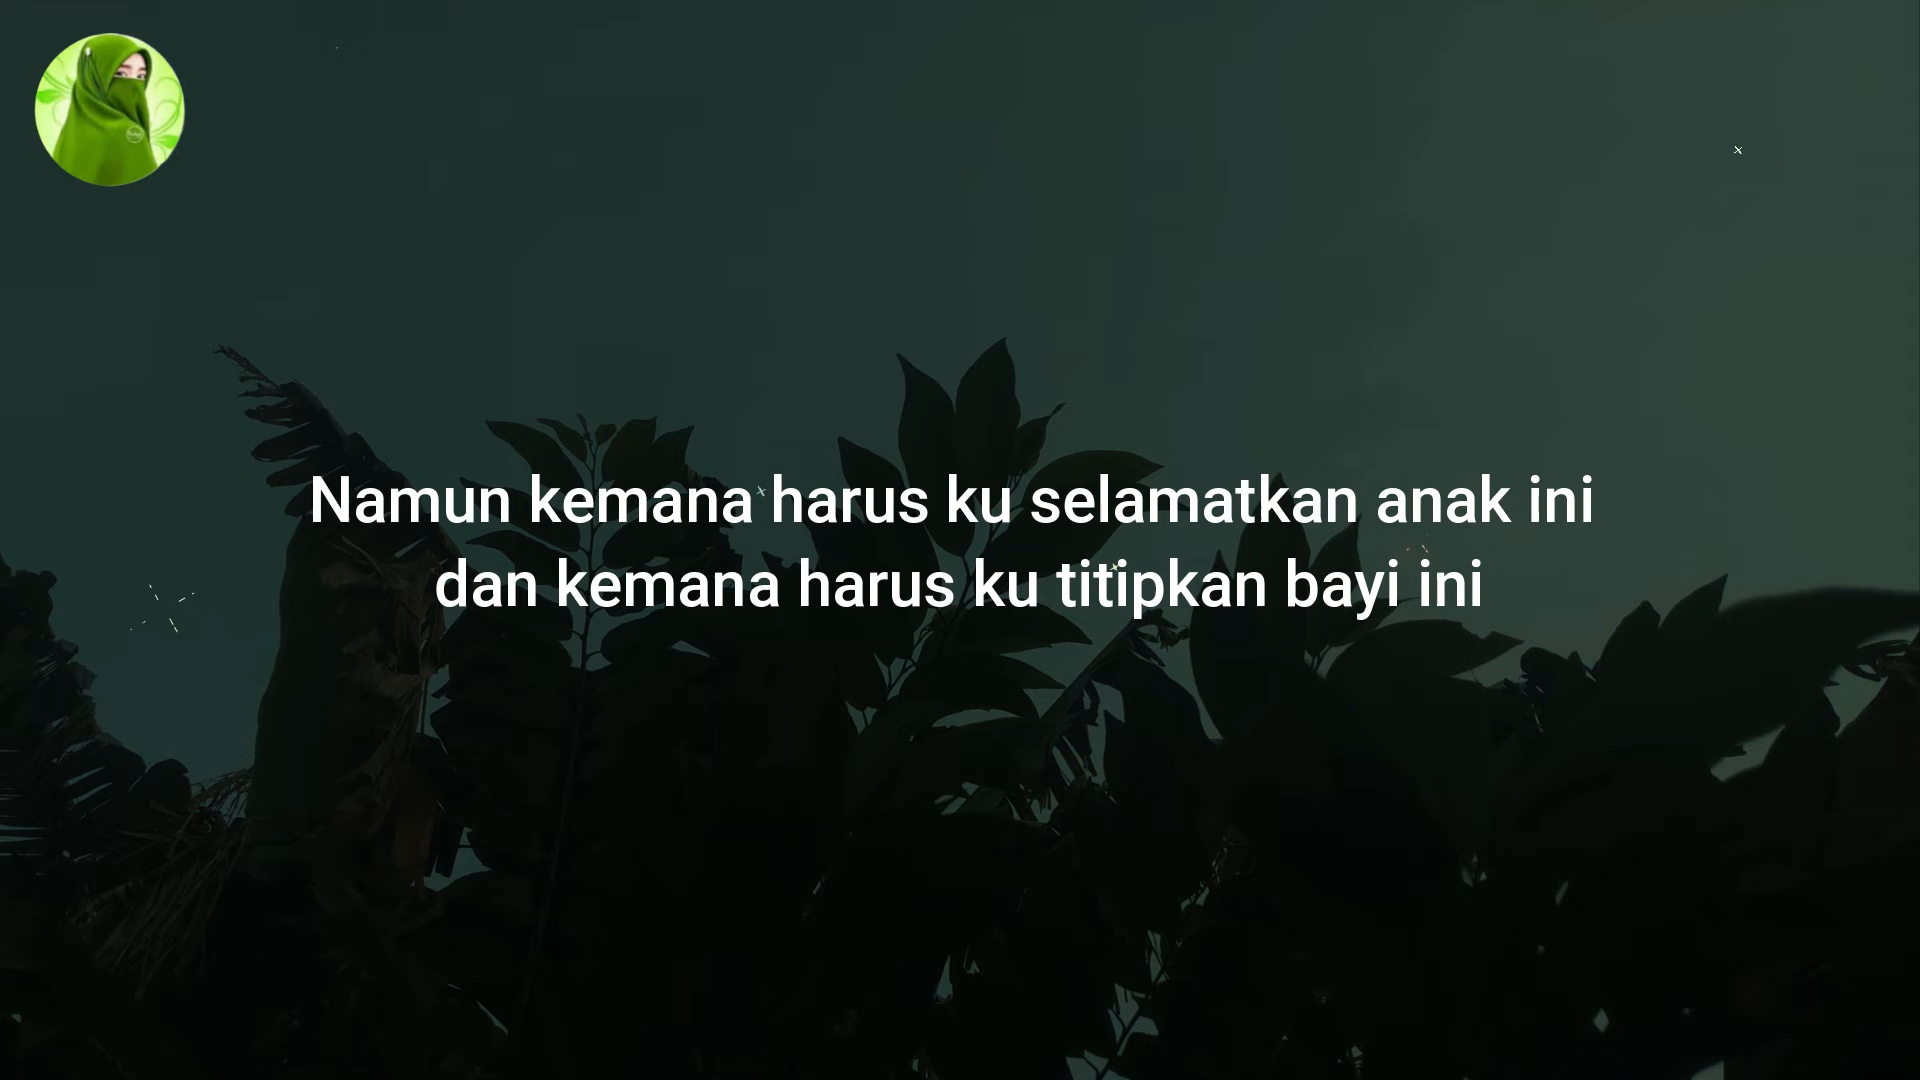 Namun kemana harus ku selamatkan anak ini
dan kemana harus ku titipkan bayi ini